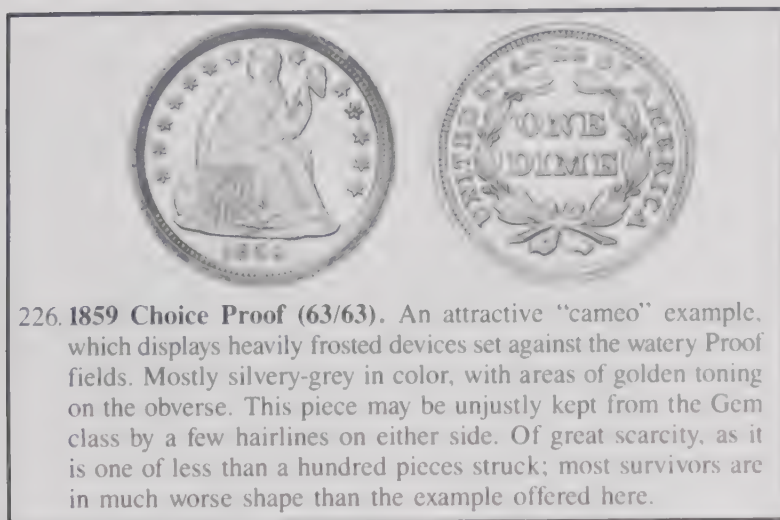 UNITED STATES OF AMERICA
ONE
DIME
226. 1859 Choice Proof (63/63). An attractive “cameo” example,
which displays heavily frosted devices set against the watery Proof
fields. Mostly silvery-grey in color, with areas of golden toning
on the obverse. This piece may be unjustly kept from the Gem
class by a few hairlines on either side. Of great scarcity, as it
is one of less than a hundred pieces struck; most survivors are
in much worse shape than the example offered here.